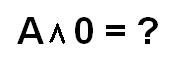 A ∧ 0 = ?